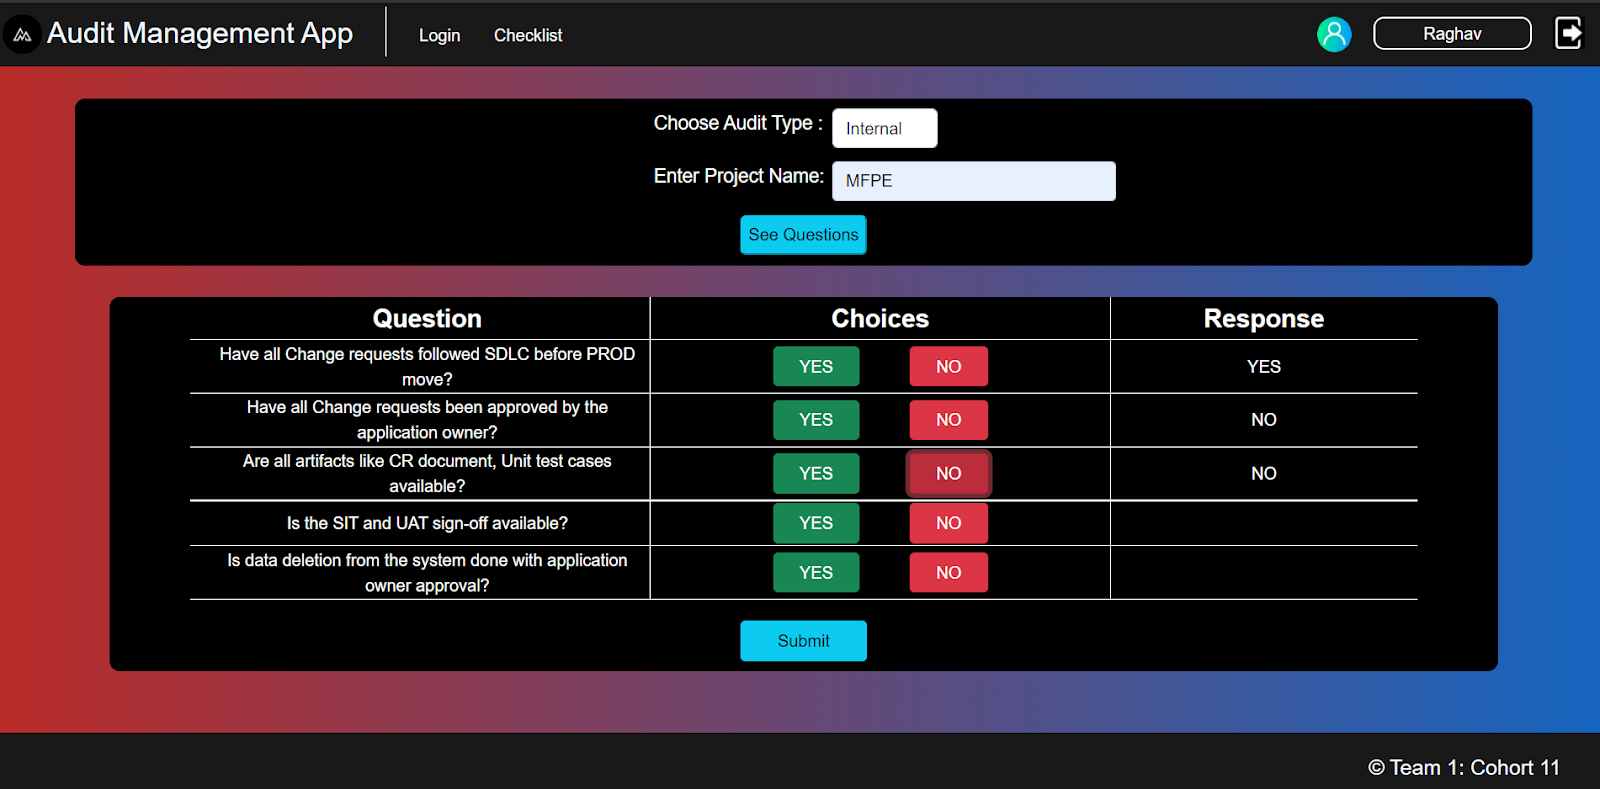 Audit Management App
Login
Checklist
Raghav
Choose Audit Type :
Internal
Enter Project Name:
MFPE
See Questions
Question
Choices
Response
Have all Change requests followed SDLC before PROD
move?
YES
NO
YES
Have all Change requests been approved by the
application owner?
YES
NO
NO
Are all artifacts like CR document, Unit test cases
available?
YES
NO
NO
Is the SIT and UAT sign-off available?
YES
NO
Is data deletion from the system done with application
owner approval?
YES
NO
Submit
© Team 1: Cohort 11